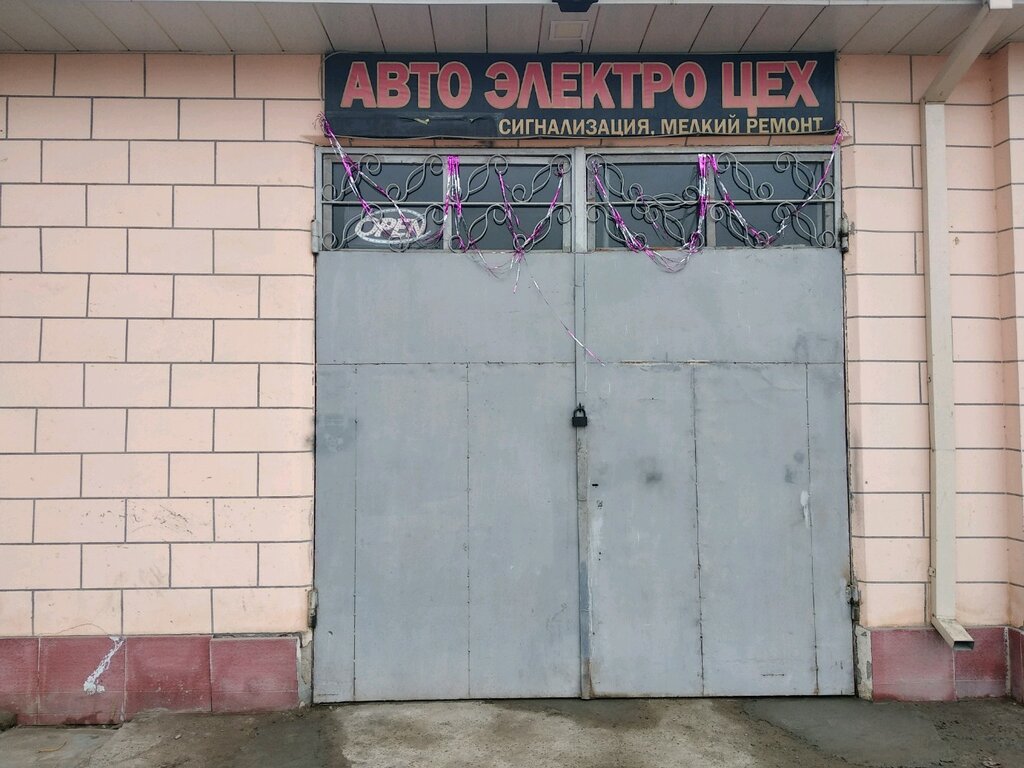 АВТО ЭЛЕКТРО ЦЕХ
СИГНАЛИЗАЦИЯ, МЕЛКИЙ РЕМОНТ
OPEN